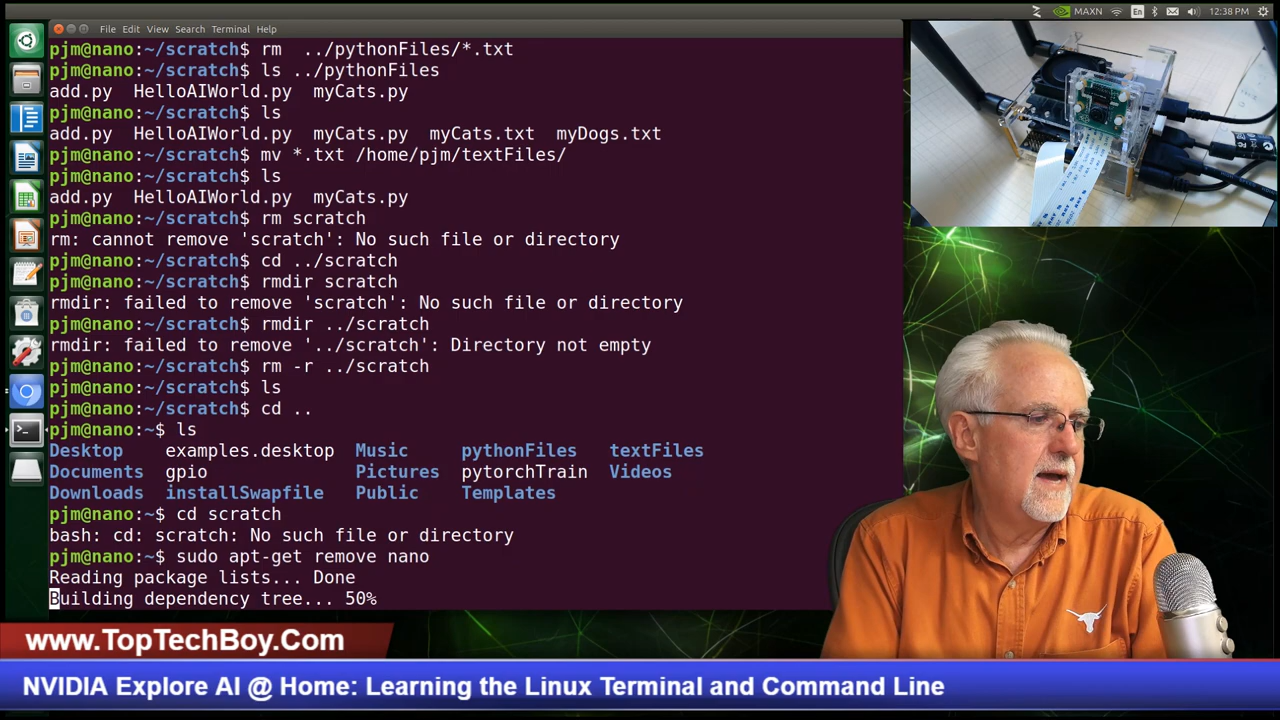 File Edit View Search Terminal Help
MAXN En 12:38 PM
pjm@nano:~/scratch$ rm  ../pythonFiles/*.txt
pjm@nano:~/scratch$ ls ../pythonFiles
add.py  HelloAIWorld.py  myCats.py
pjm@nano:~/scratch$ ls
add.py  HelloAIWorld.py  myCats.py  myCats.txt  myDogs.txt
pjm@nano:~/scratch$ mv *.txt /home/pjm/textFiles/
pjm@nano:~/scratch$ ls
add.py  HelloAIWorld.py  myCats.py
pjm@nano:~/scratch$ rm scratch
rm: cannot remove 'scratch': No such file or directory
pjm@nano:~/scratch$ cd ../scratch
pjm@nano:~/scratch$ rmdir scratch
rmdir: failed to remove 'scratch': No such file or directory
pjm@nano:~/scratch$ rmdir ../scratch
rmdir: failed to remove '../scratch': Directory not empty
pjm@nano:~/scratch$ rm -r ../scratch
pjm@nano:~/scratch$ ls
pjm@nano:~/scratch$ cd ..
pjm@nano:~$ ls
Desktop    examples.desktop  Music     pythonFiles   textFiles
Documents  gpio              Pictures  pytorchTrain  Videos
Downloads  installSwapfile   Public    Templates
pjm@nano:~$ cd scratch
bash: cd: scratch: No such file or directory
pjm@nano:~$ sudo apt-get remove nano
Reading package lists... Done
Building dependency tree... 50%
www.TopTechBoy.Com
NVIDIA Explore AI @ Home: Learning the Linux Terminal and Command Line